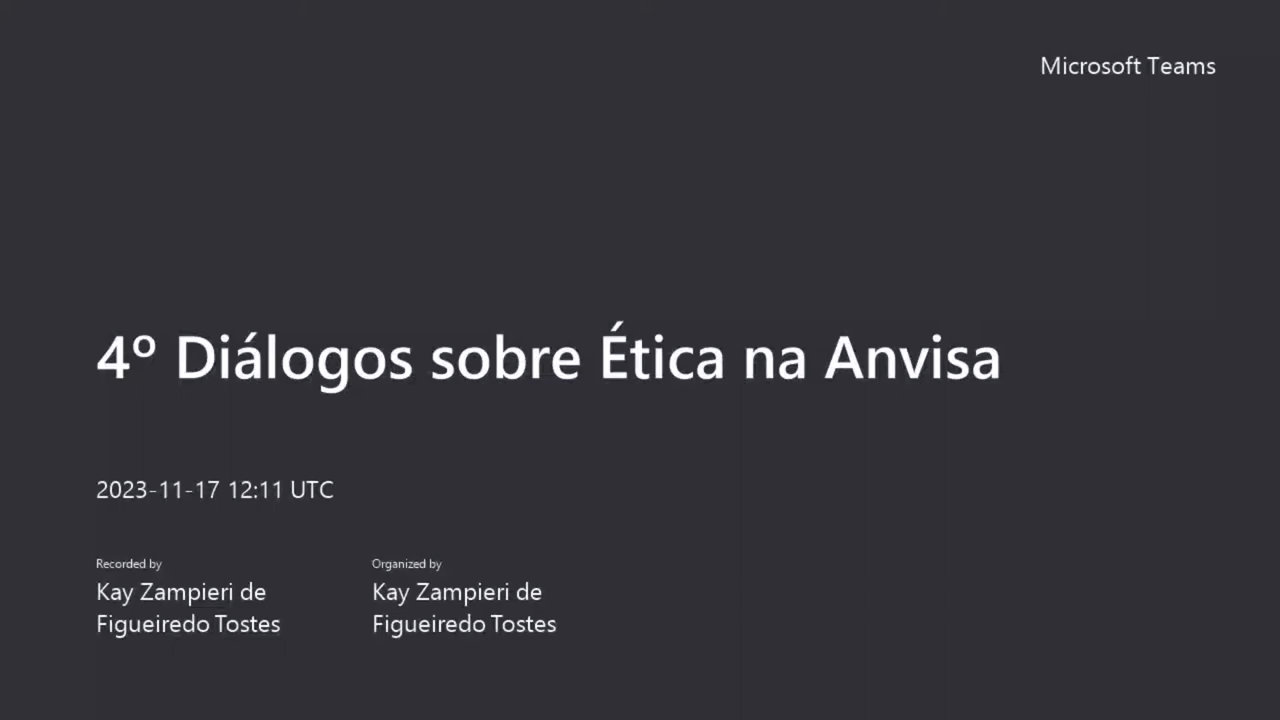 Microsoft Teams
4º Diálogos sobre Ética na Anvisa
2023-11-17 12:11 UTC
Recorded by
Kay Zampieri de
Figueiredo Tostes
Organized by
Kay Zampieri de
Figueiredo Tostes